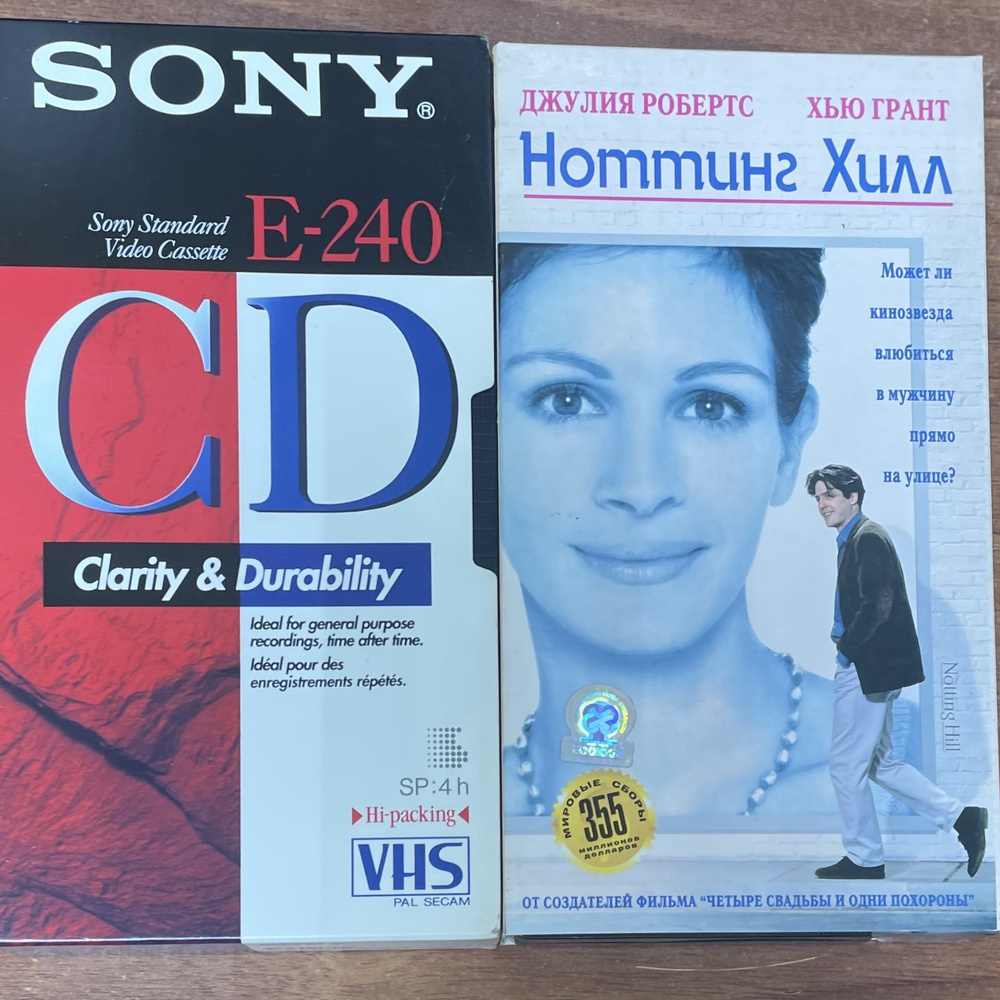 SONY®
Sony Standard
Video Cassette
E-240
CD
Clarity & Durability
Ideal for general purpose
recordings, time after time.
Idéal pour des
enregistrements répétés.
SP:4h
Hi-packing
VHS
PAL SECAM
ДЖУЛИЯ РОБЕРТС ХЬЮ ГРАНТ
Ноттинг Хилл
Может ли
кинозвезда
влюбиться
в мужчину
прямо
на улице?
Notting Hill
МИРОВЫЕ СБОРЫ
355
миллионов
долларов
ОТ СОЗДАТЕЛЕЙ ФИЛЬМА “ЧЕТЫРЕ СВАДЬБЫ И ОДНИ ПОХОРОНЫ”